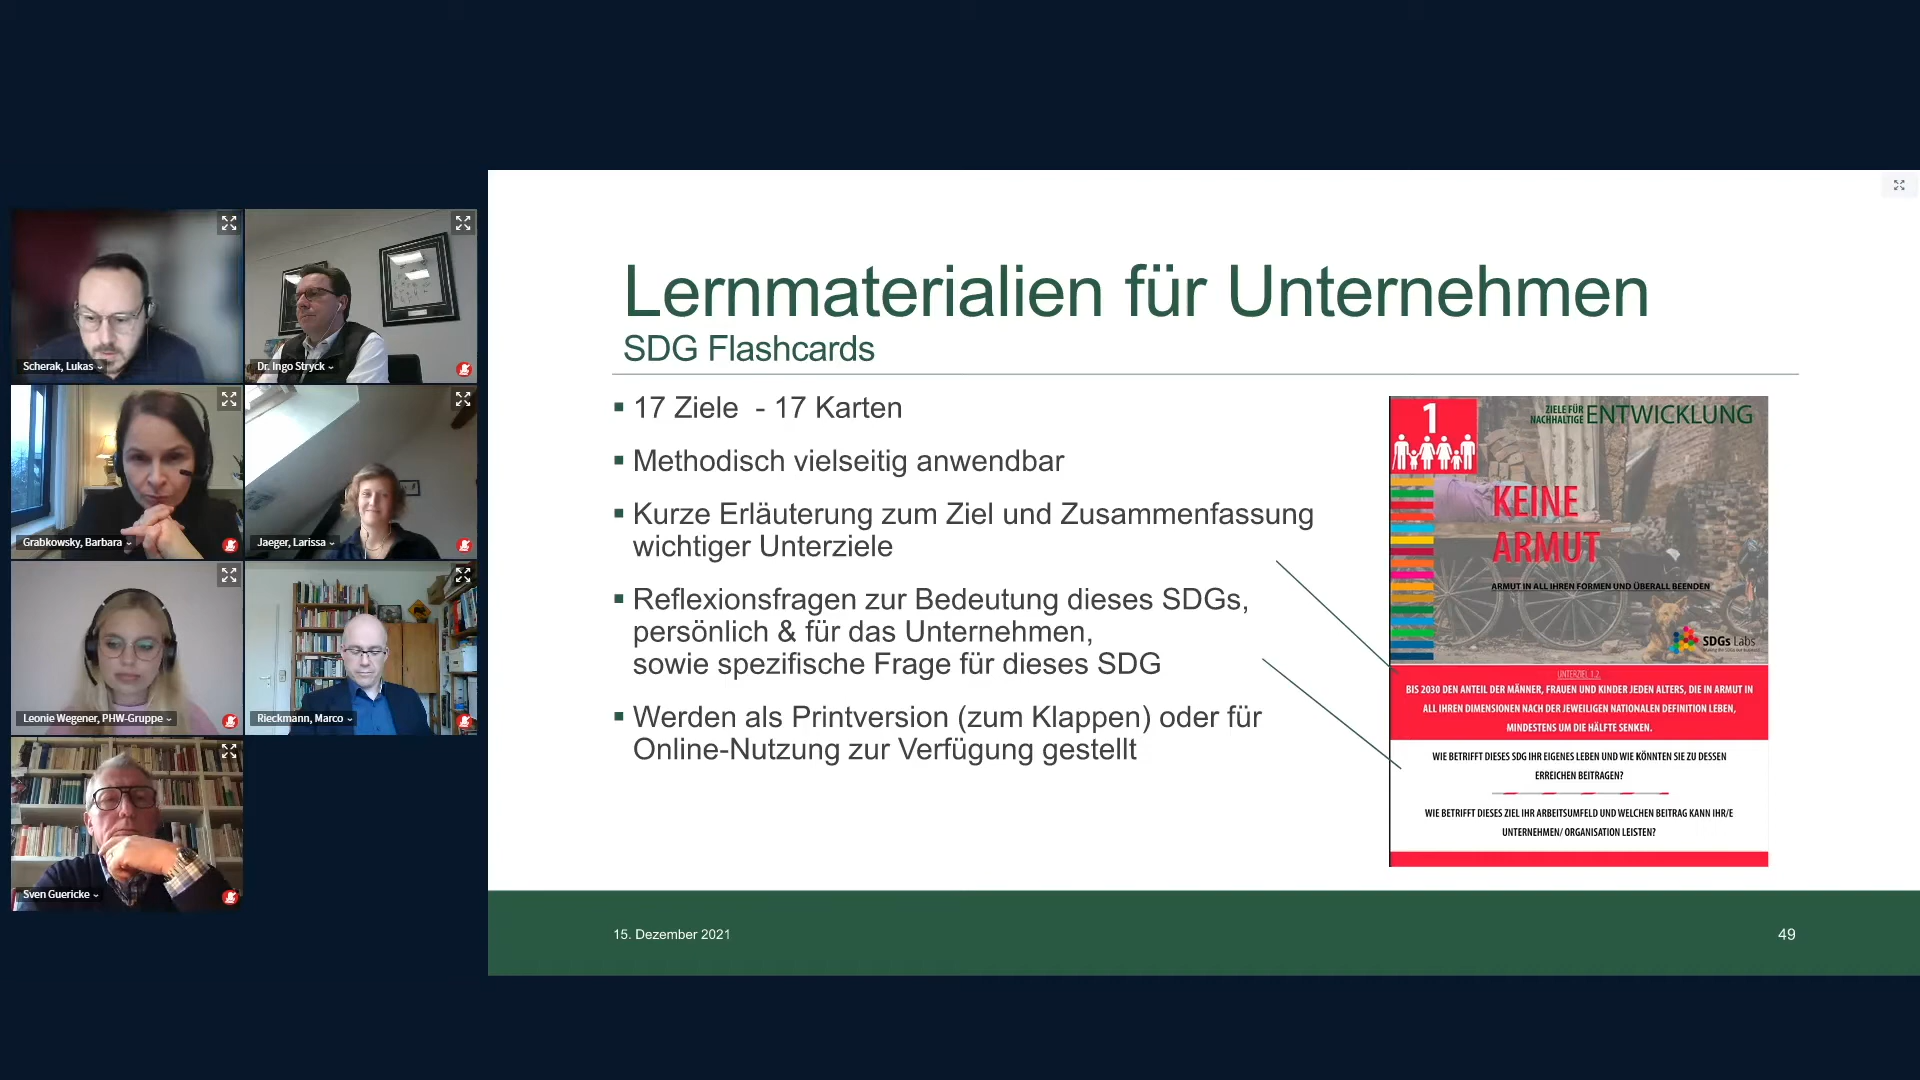 Scherak, Lukas
Dr. Ingo Stryck
Grabkowsky, Barbara
Jaeger, Larissa
Leonie Wegener, PHW-Gruppe
Rieckmann, Marco
Sven Guericke
Lernmaterialien für Unternehmen
SDG Flashcards
▪ 17 Ziele - 17 Karten
▪ Methodisch vielseitig anwendbar
▪ Kurze Erläuterung zum Ziel und Zusammenfassung
wichtiger Unterziele
▪ Reflexionsfragen zur Bedeutung dieses SDGs,
persönlich & für das Unternehmen,
sowie spezifische Frage für dieses SDG
▪ Werden als Printversion (zum Klappen) oder für
Online-Nutzung zur Verfügung gestellt
1
ZIELE FÜR
NACHHALTIGE ENTWICKLUNG
KEINE
ARMUT
ARMUT IN ALL IHREN FORMEN UND ÜBERALL BEENDEN
SDGs Labs
UNTERZIEL 1.2.
BIS 2030 DEN ANTEIL DER MÄNNER, FRAUEN UND KINDER JEDEN ALTERS, DIE IN ARMUT IN
ALL IHREN DIMENSIONEN NACH DER JEWEILIGEN NATIONALEN DEFINITION LEBEN,
MINDESTENS UM DIE HÄLFTE SENKEN.
WIE BETRIFFT DIESES SDG IHR EIGENES LEBEN UND WIE KÖNNTEN SIE ZU DESSEN
ERREICHEN BEITRAGEN?
WIE BETRIFFT DIESES ZIEL IHR ARBEITSUMFELD UND WELCHEN BEITRAG KANN IHR/E
UNTERNEHMEN/ ORGANISATION LEISTEN?
15. Dezember 2021
49